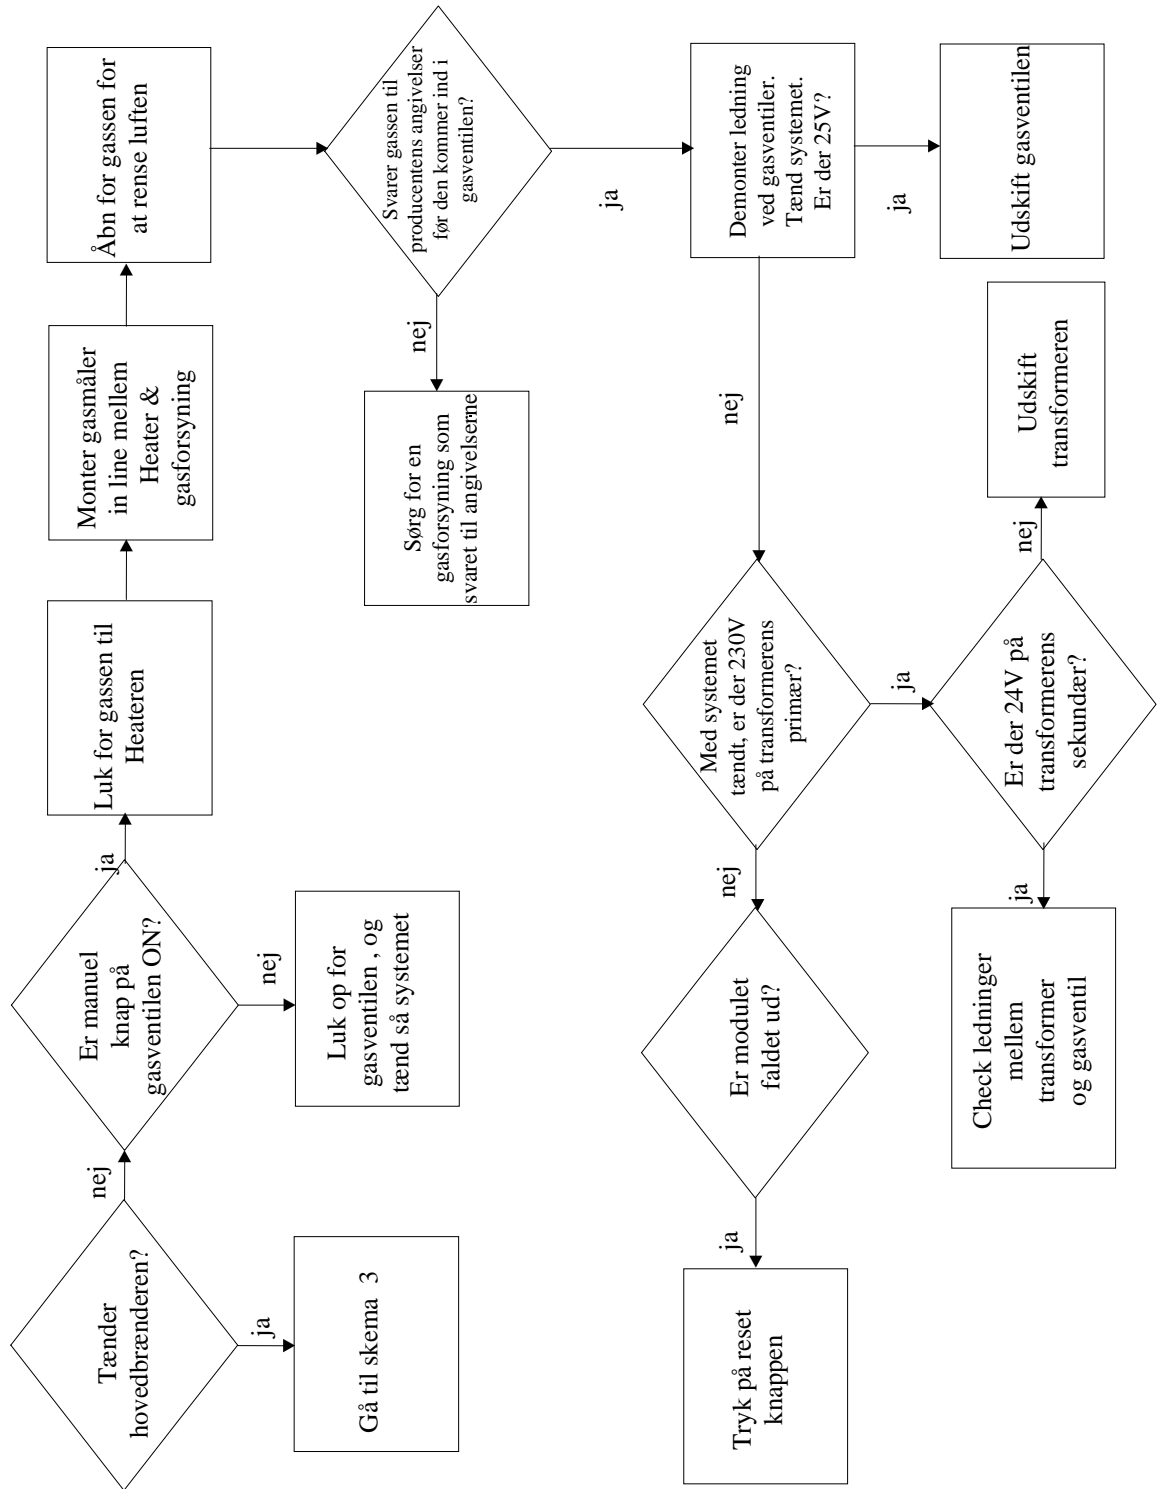 Tænder
hovedbrænderen?
nej
ja
Gå til skema 3
Er manuel
knap på
gasventilen ON?
ja
nej
Luk op for
gasventilen , og
tænd så systemet
Luk for gassen til
Heateren
Monter gasmåler
in line mellem
Heater &
gasforsyning
Åbn for gassen for
at rense luften
Svarer gassen til
producentens angivelser
før den kommer ind i
gasventilen?
nej
Sørg for en
gasforsyning som
svaret til angivelserne
ja
Demonter ledning
ved gasventiler.
Tænd systemet.
Er der 25V?
ja
Udskift gasventilen
nej
Med systemet
tændt, er der 230V
på transformerens
primær?
nej
Er modulet
faldet ud?
ja
Tryk på reset
knappen
ja
Er der 24V på
transformerens
sekundær?
nej
Udskift
transformeren
ja
Check ledninger
mellem
transformer
og gasventil